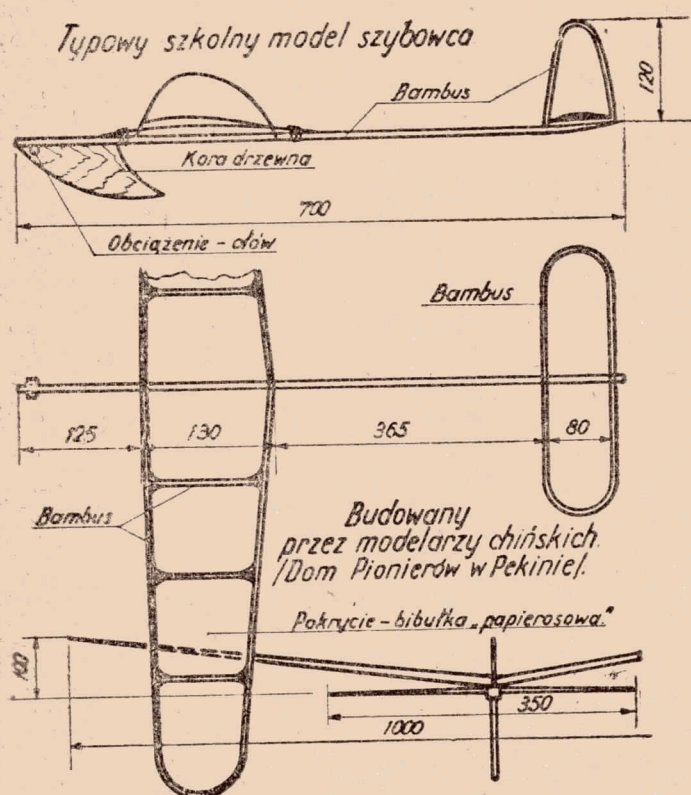 Typowy szkolny model szybowca
Bambus
120
Kora drzewna
700
Obciążenie - ołów
Bambus
125
130
365
80
Bambus
Budowany
przez modelarzy chińskich.
/Dom Pionierów w Pekinie/.
Pokrycie - bibułka „papierosowa."
100
350
1000